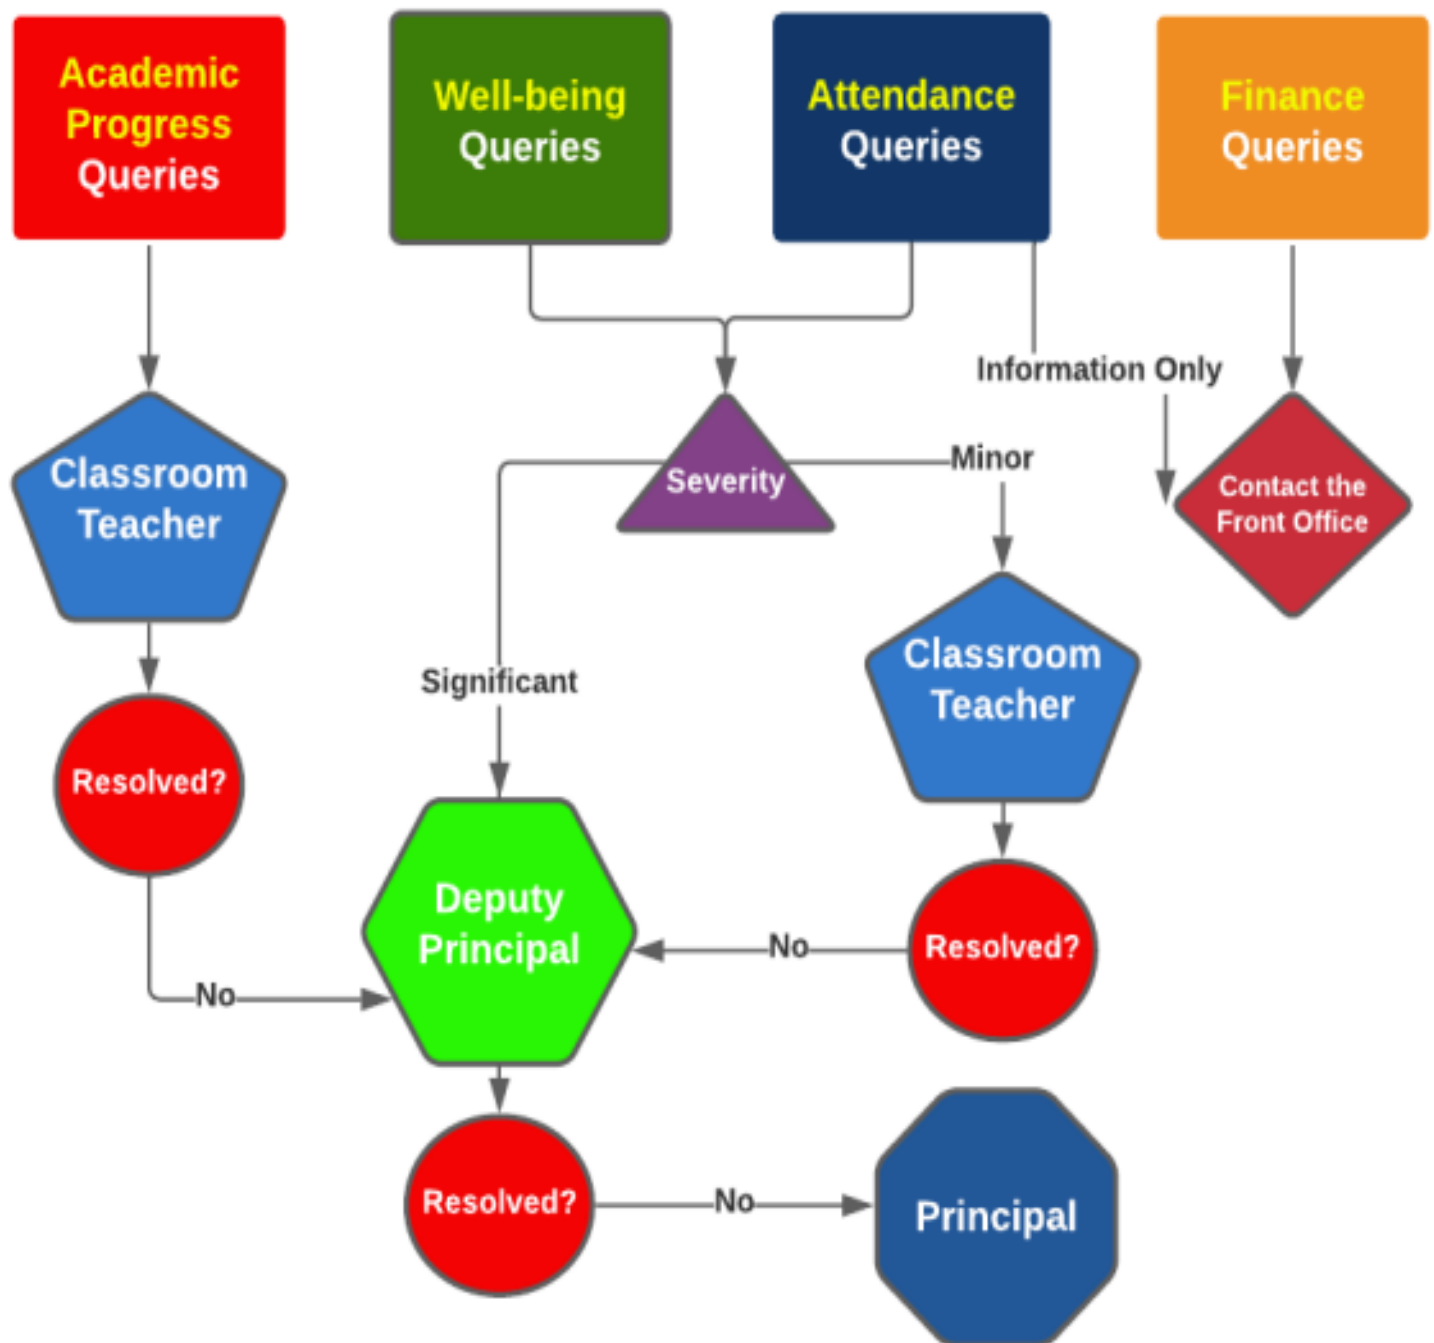 Academic
Progress
Queries
Well-being
Queries
Attendance
Queries
Finance
Queries
Information Only
Classroom
Teacher
Severity
Minor
Contact the
Front Office
Significant
Classroom
Teacher
Resolved?
Deputy
Principal
No
Resolved?
No
Resolved?
No
Principal